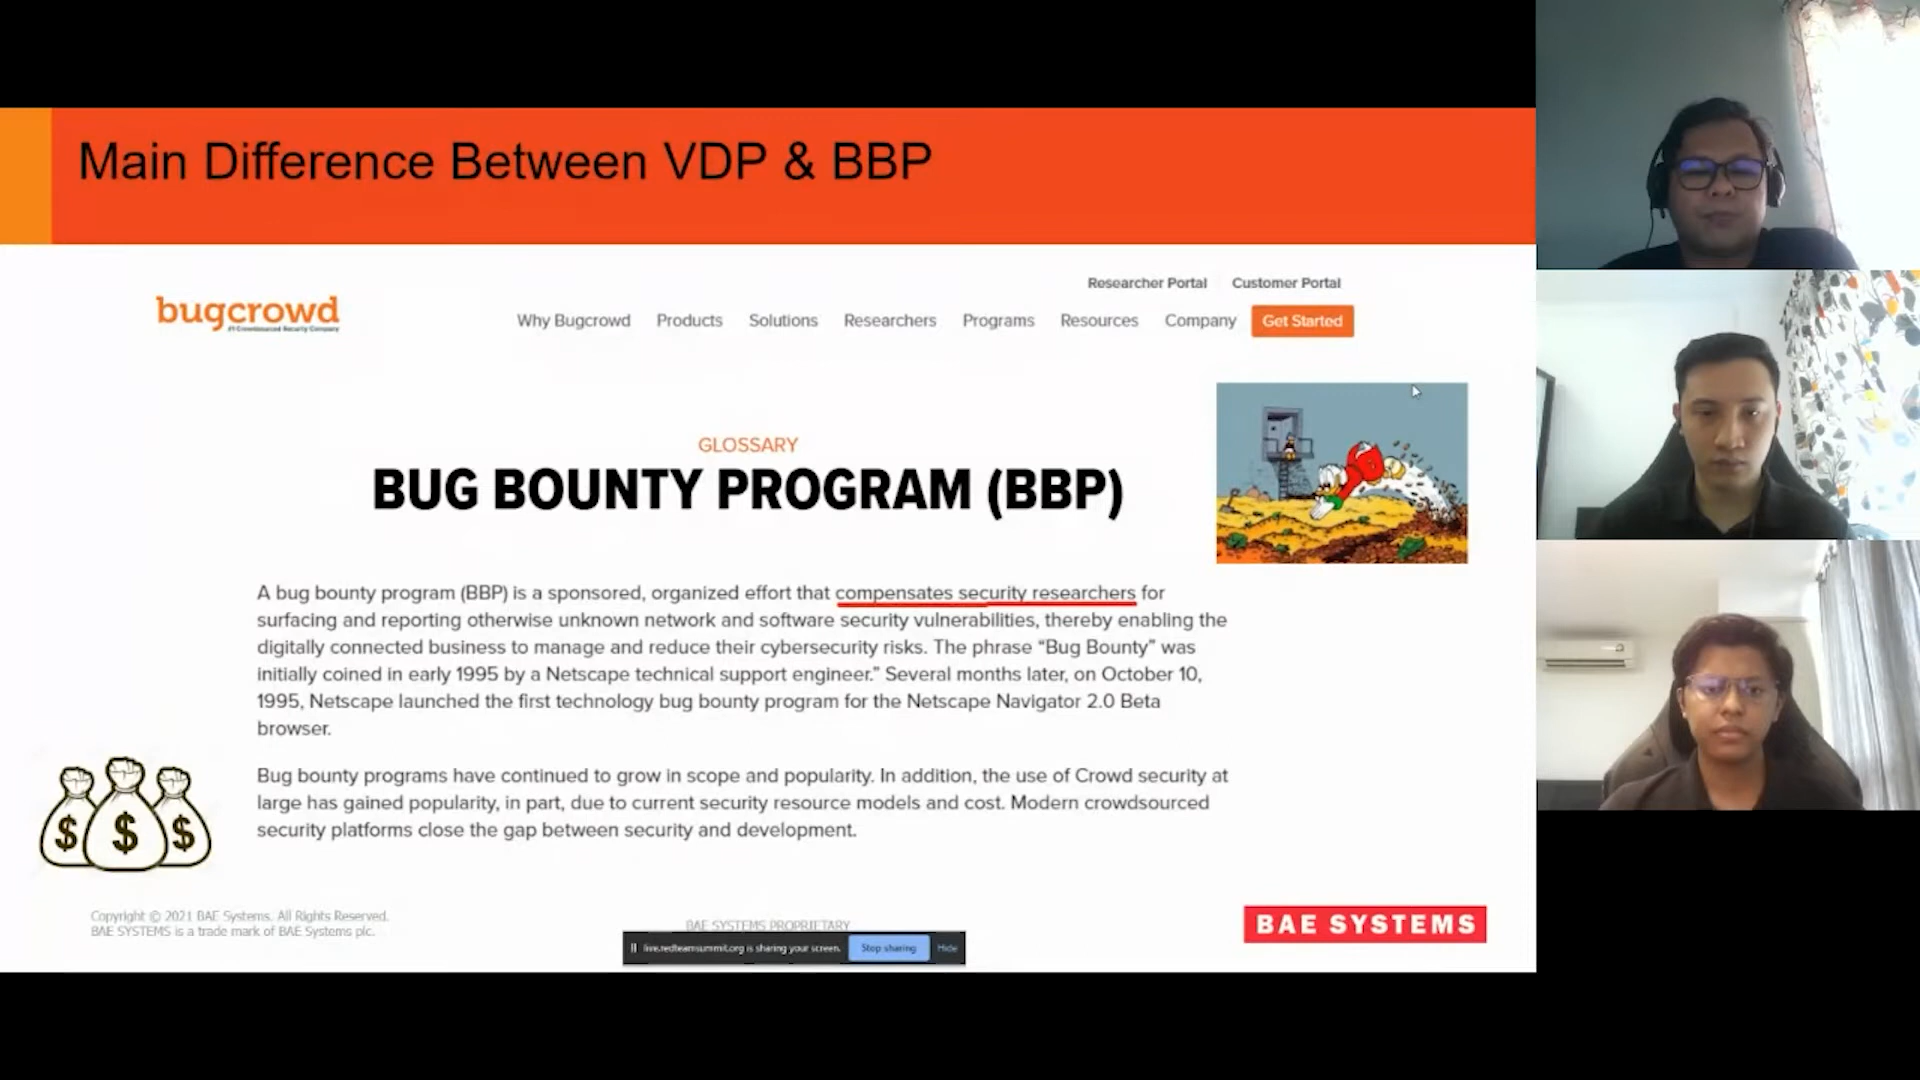 Main Difference Between VDP & BBP
Researcher Portal Customer Portal
bugcrowd
#1 Crowdsourced Security Company
Why Bugcrowd Products Solutions Researchers Programs Resources Company Get Started
GLOSSARY
BUG BOUNTY PROGRAM (BBP)
A bug bounty program (BBP) is a sponsored, organized effort that compensates security researchers for
surfacing and reporting otherwise unknown network and software security vulnerabilities, thereby enabling the
digitally connected business to manage and reduce their cybersecurity risks. The phrase “Bug Bounty” was
initially coined in early 1995 by a Netscape technical support engineer.” Several months later, on October 10,
1995, Netscape launched the first technology bug bounty program for the Netscape Navigator 2.0 Beta
browser.
Bug bounty programs have continued to grow in scope and popularity. In addition, the use of Crowd security at
large has gained popularity, in part, due to current security resource models and cost. Modern crowdsourced
security platforms close the gap between security and development.
$ $ $
Copyright © 2021 BAE Systems. All Rights Reserved.
BAE SYSTEMS is a trade mark of BAE Systems plc.
BAE SYSTEMS PROPRIETARY
BAE SYSTEMS
live.redteamsummit.org is sharing your screen. Stop sharing Hide